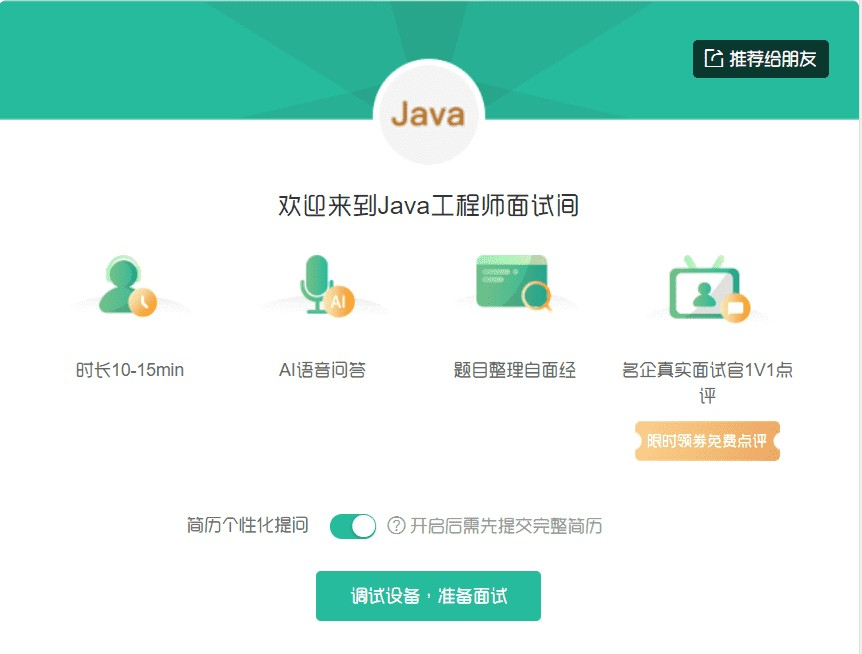 推荐给朋友
Java
欢迎来到Java工程师面试间
AI
时长10-15min
AI语音问答
题目整理自面经
名企真实面试官1V1点
评
限时领券免费点评
简历个性化提问
?开启后需先提交完整简历
调试设备，准备面试